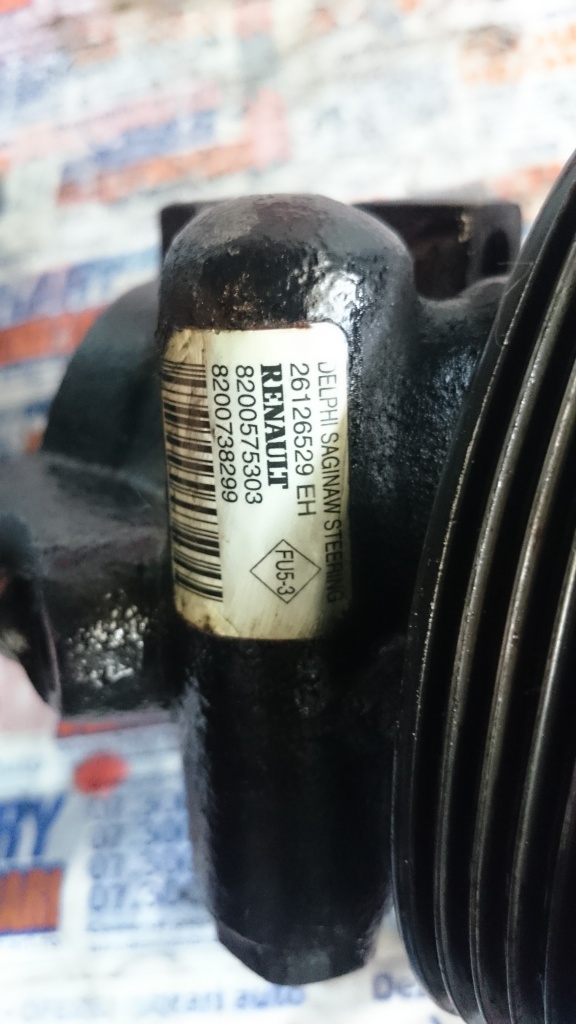 DELPHI SAGINAW STEERING
26126529 EH
RENAULT
8200575303
8200738299
FU5-3